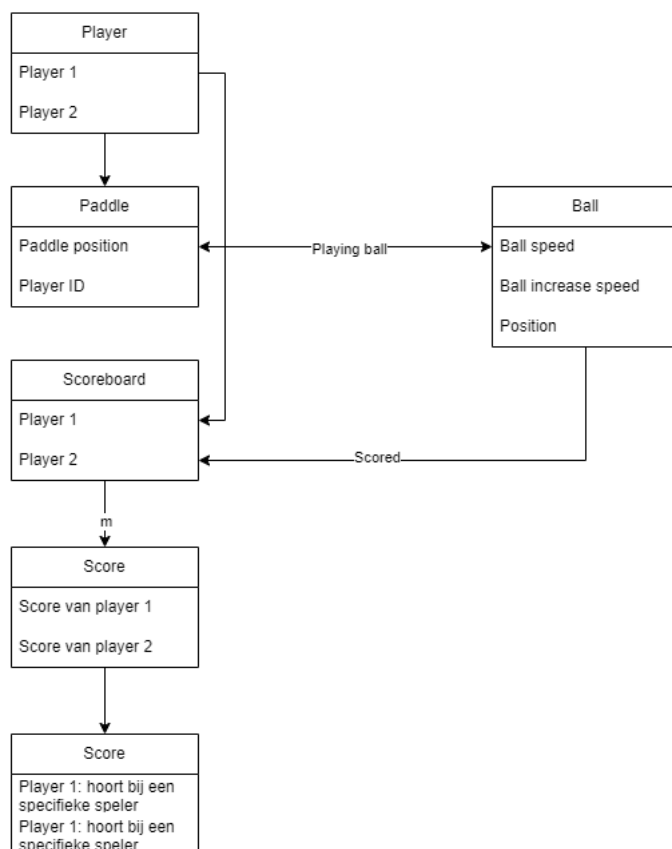 Player
Player 1
Player 2
Paddle
Paddle position
Player ID
Playing ball
Ball
Ball speed
Ball increase speed
Position
Scoreboard
Player 1
Player 2
Scored
m
Score
Score van player 1
Score van player 2
Score
Player 1: hoort bij een
specifieke speler
Player 1: hoort bij een
specifieke speler